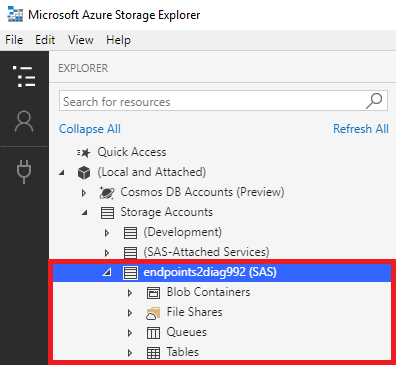 Microsoft Azure Storage Explorer
File Edit View Help
EXPLORER
Search for resources
Collapse All Refresh All
Quick Access
(Local and Attached)
Cosmos DB Accounts (Preview)
Storage Accounts
(Development)
(SAS-Attached Services)
endpoints2diag992 (SAS)
Blob Containers
File Shares
Queues
Tables